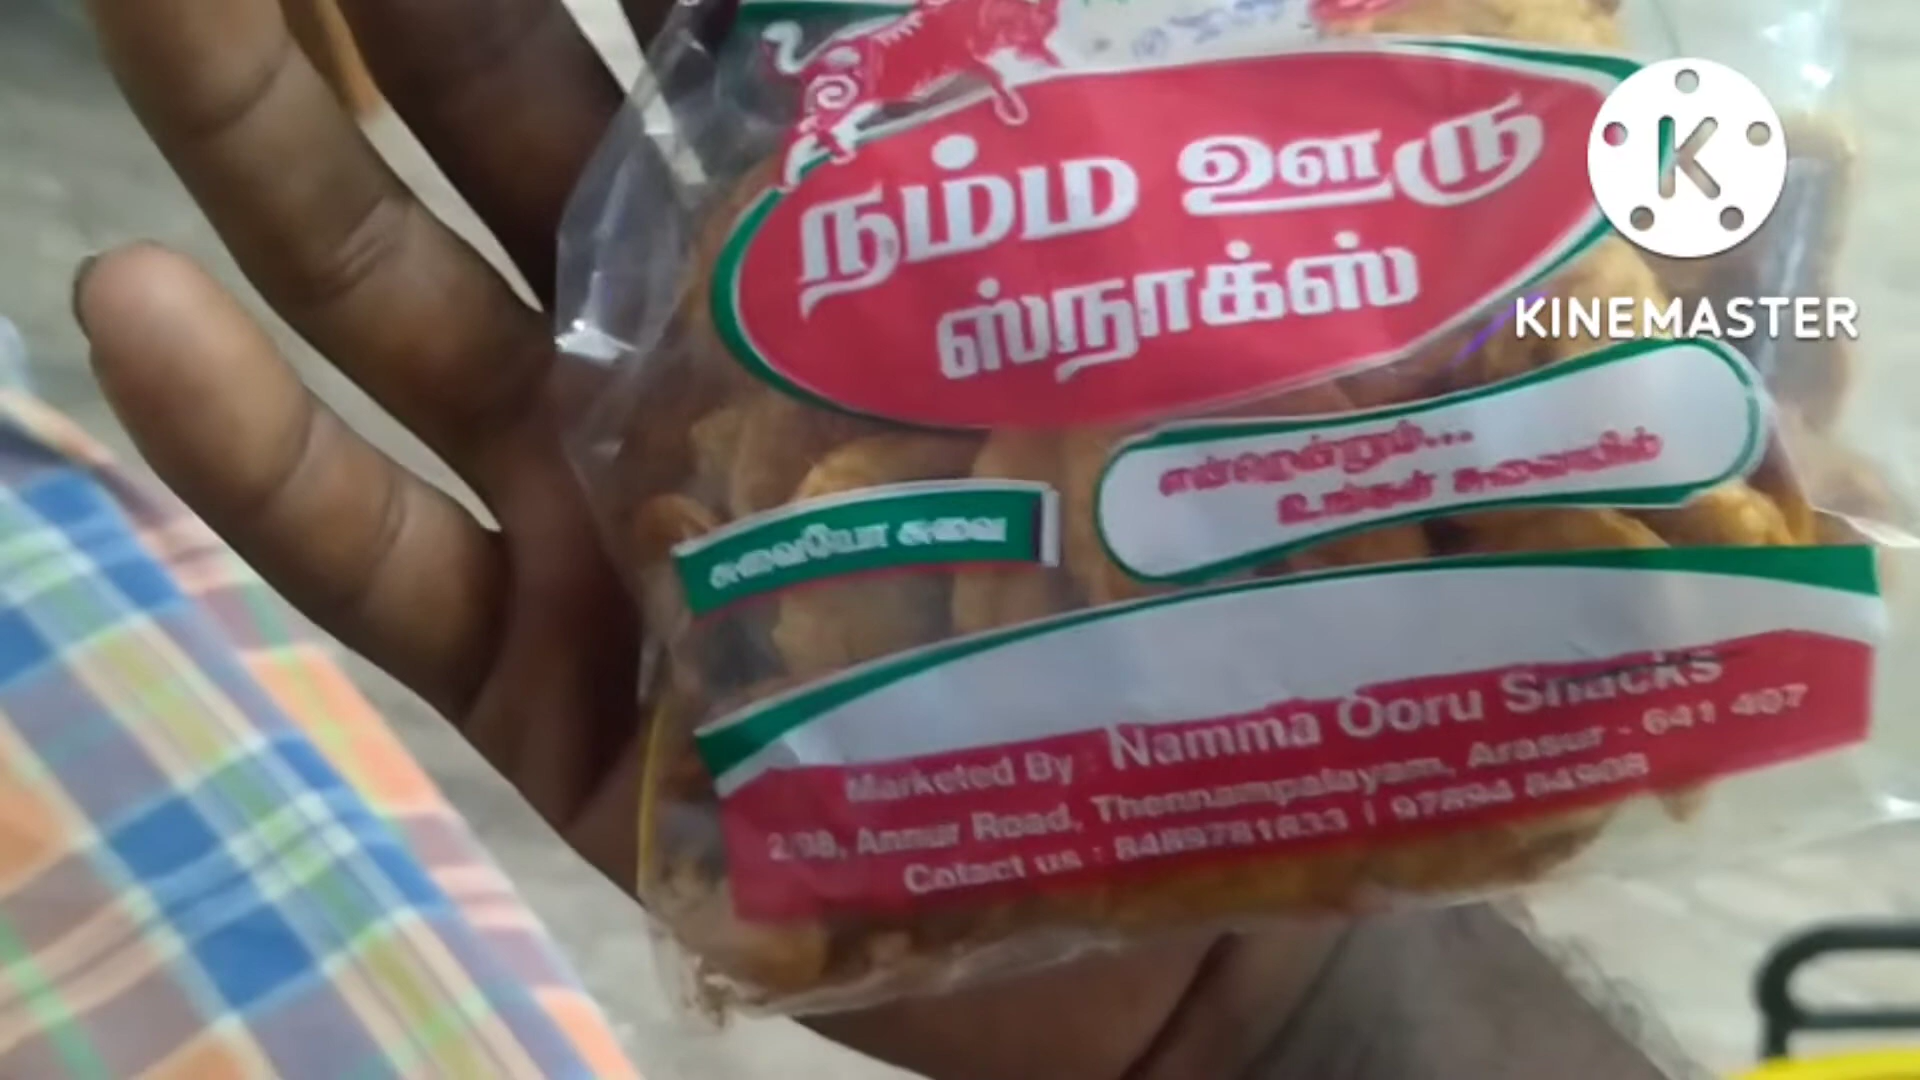 நம்ம ஊரு
ஸ்நாக்ஸ்
KINEMASTER
என்றென்றும்...
உங்கள் சுவையில்
சுவையோ சுவை
Marketed By : Namma Ooru Snacks
2/98, Annur Road, Thennampalayam, Arasur - 641 407
Cotact us : 8489781633 | 97894 84908